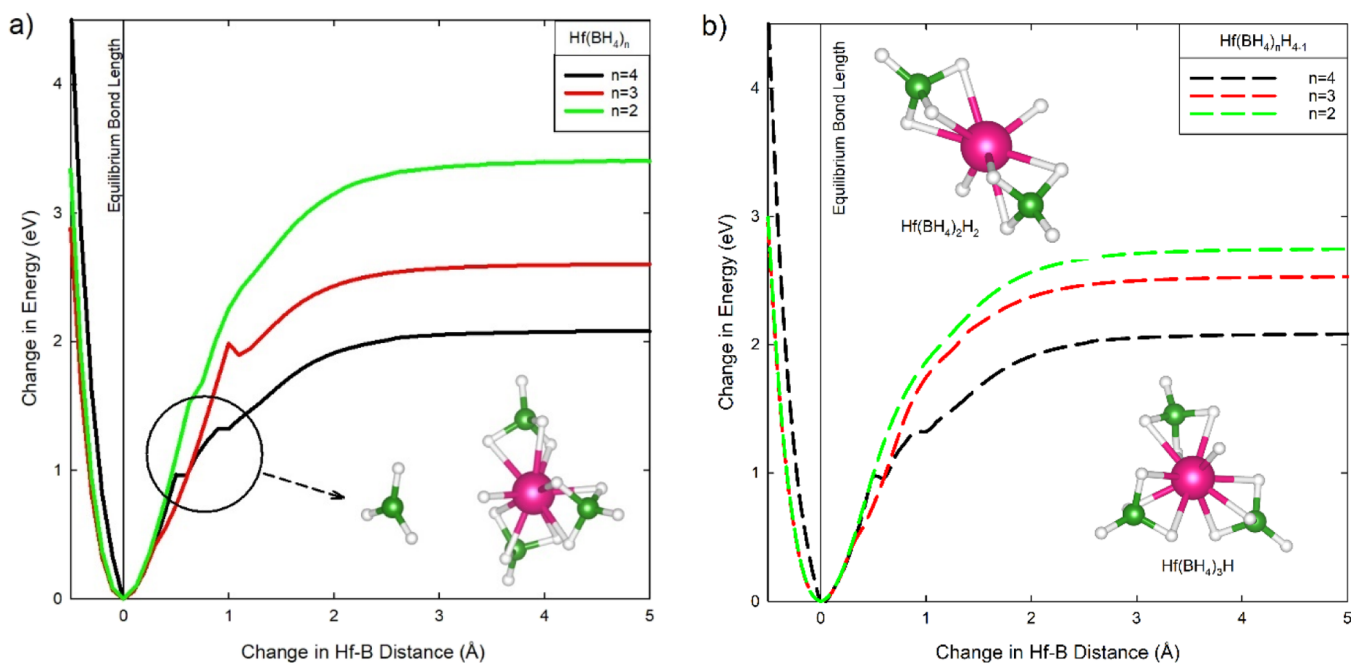 a)
Hf(BH₄)ₙ
n=4
n=3
n=2
Equilibrium Bond Length
Change in Energy (eV)
4
3
2
1
0
0 1 2 3 4 5
Change in Hf-B Distance (Å)
b)
Hf(BH₄)ₙH₄₋₁
n=4
n=3
n=2
Equilibrium Bond Length
Hf(BH₄)₂H₂
Hf(BH₄)₃H
Change in Energy (eV)
4
3
2
1
0
0 1 2 3 4 5
Change in Hf-B Distance (Å)